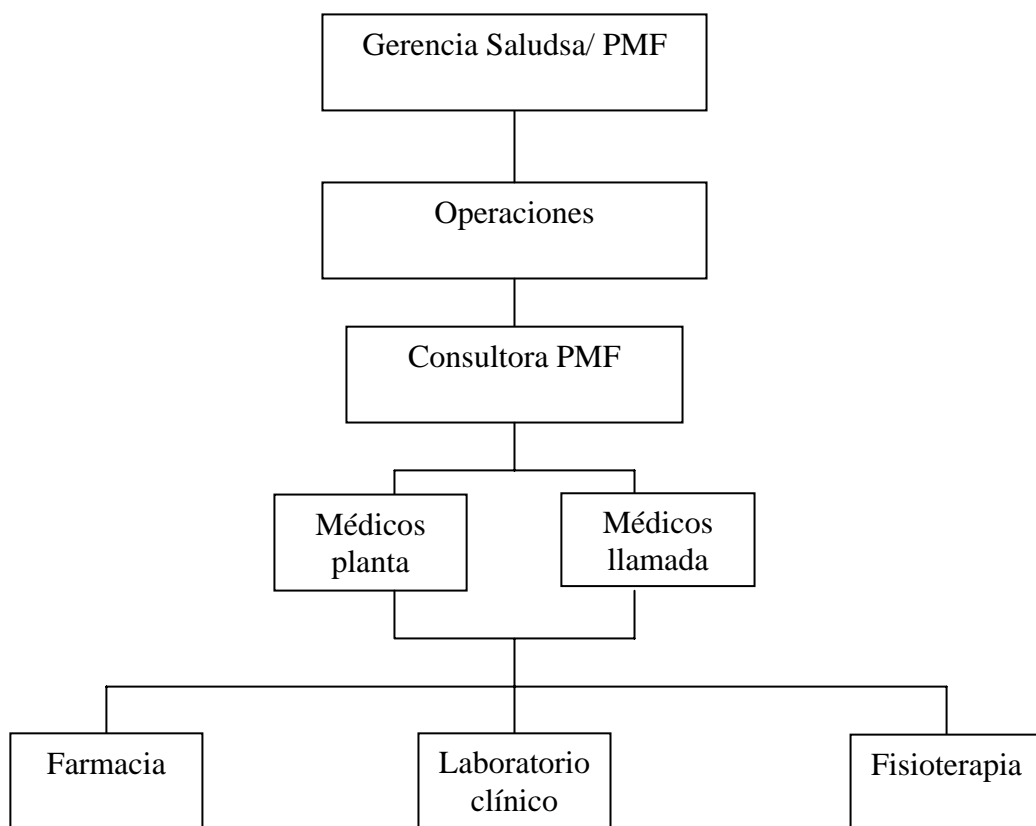 Gerencia Saludsa/ PMF
Operaciones
Consultora PMF
Médicos
planta
Médicos
llamada
Farmacia
Laboratorio
clínico
Fisioterapia